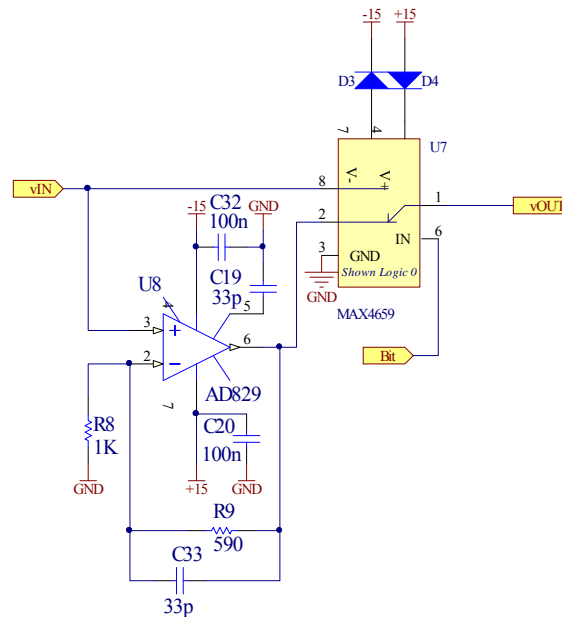 -15 +15
D3 D4
7 4
U7
V- V+
vIN
8
2
1
vOUT
IN
6
3
GND
Shown Logic 0
GND
MAX4659
Bit
-15
C32
100n
GND
C19
33p
U8
4
5
3
+
2
-
6
AD829
7
R8
1K
GND
C20
100n
+15
GND
R9
590
C33
33p